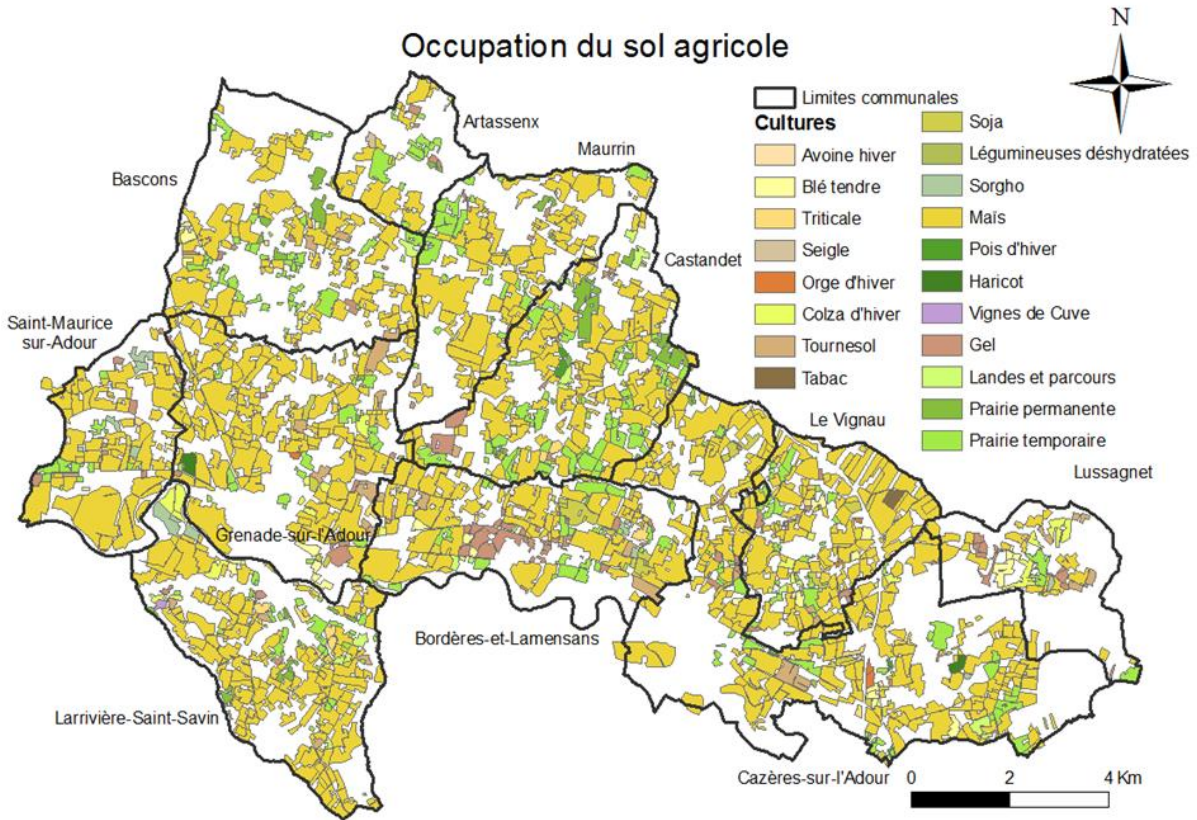 N
Occupation du sol agricole
Limites communales
Cultures
Avoine hiver
Blé tendre
Triticale
Seigle
Orge d'hiver
Colza d'hiver
Tournesol
Tabac
Soja
Légumineuses déshydratées
Sorgho
Maïs
Pois d'hiver
Haricot
Vignes de Cuve
Gel
Landes et parcours
Prairie permanente
Prairie temporaire
Artassenx
Maurrin
Bascons
Castandet
Saint-Maurice
sur-Adour
Le Vignau
Lussagnet
Grenade-sur-l'Adour
Bordères-et-Lamensans
Larrivière-Saint-Savin
Cazères-sur-l'Adour
0 2 4 Km